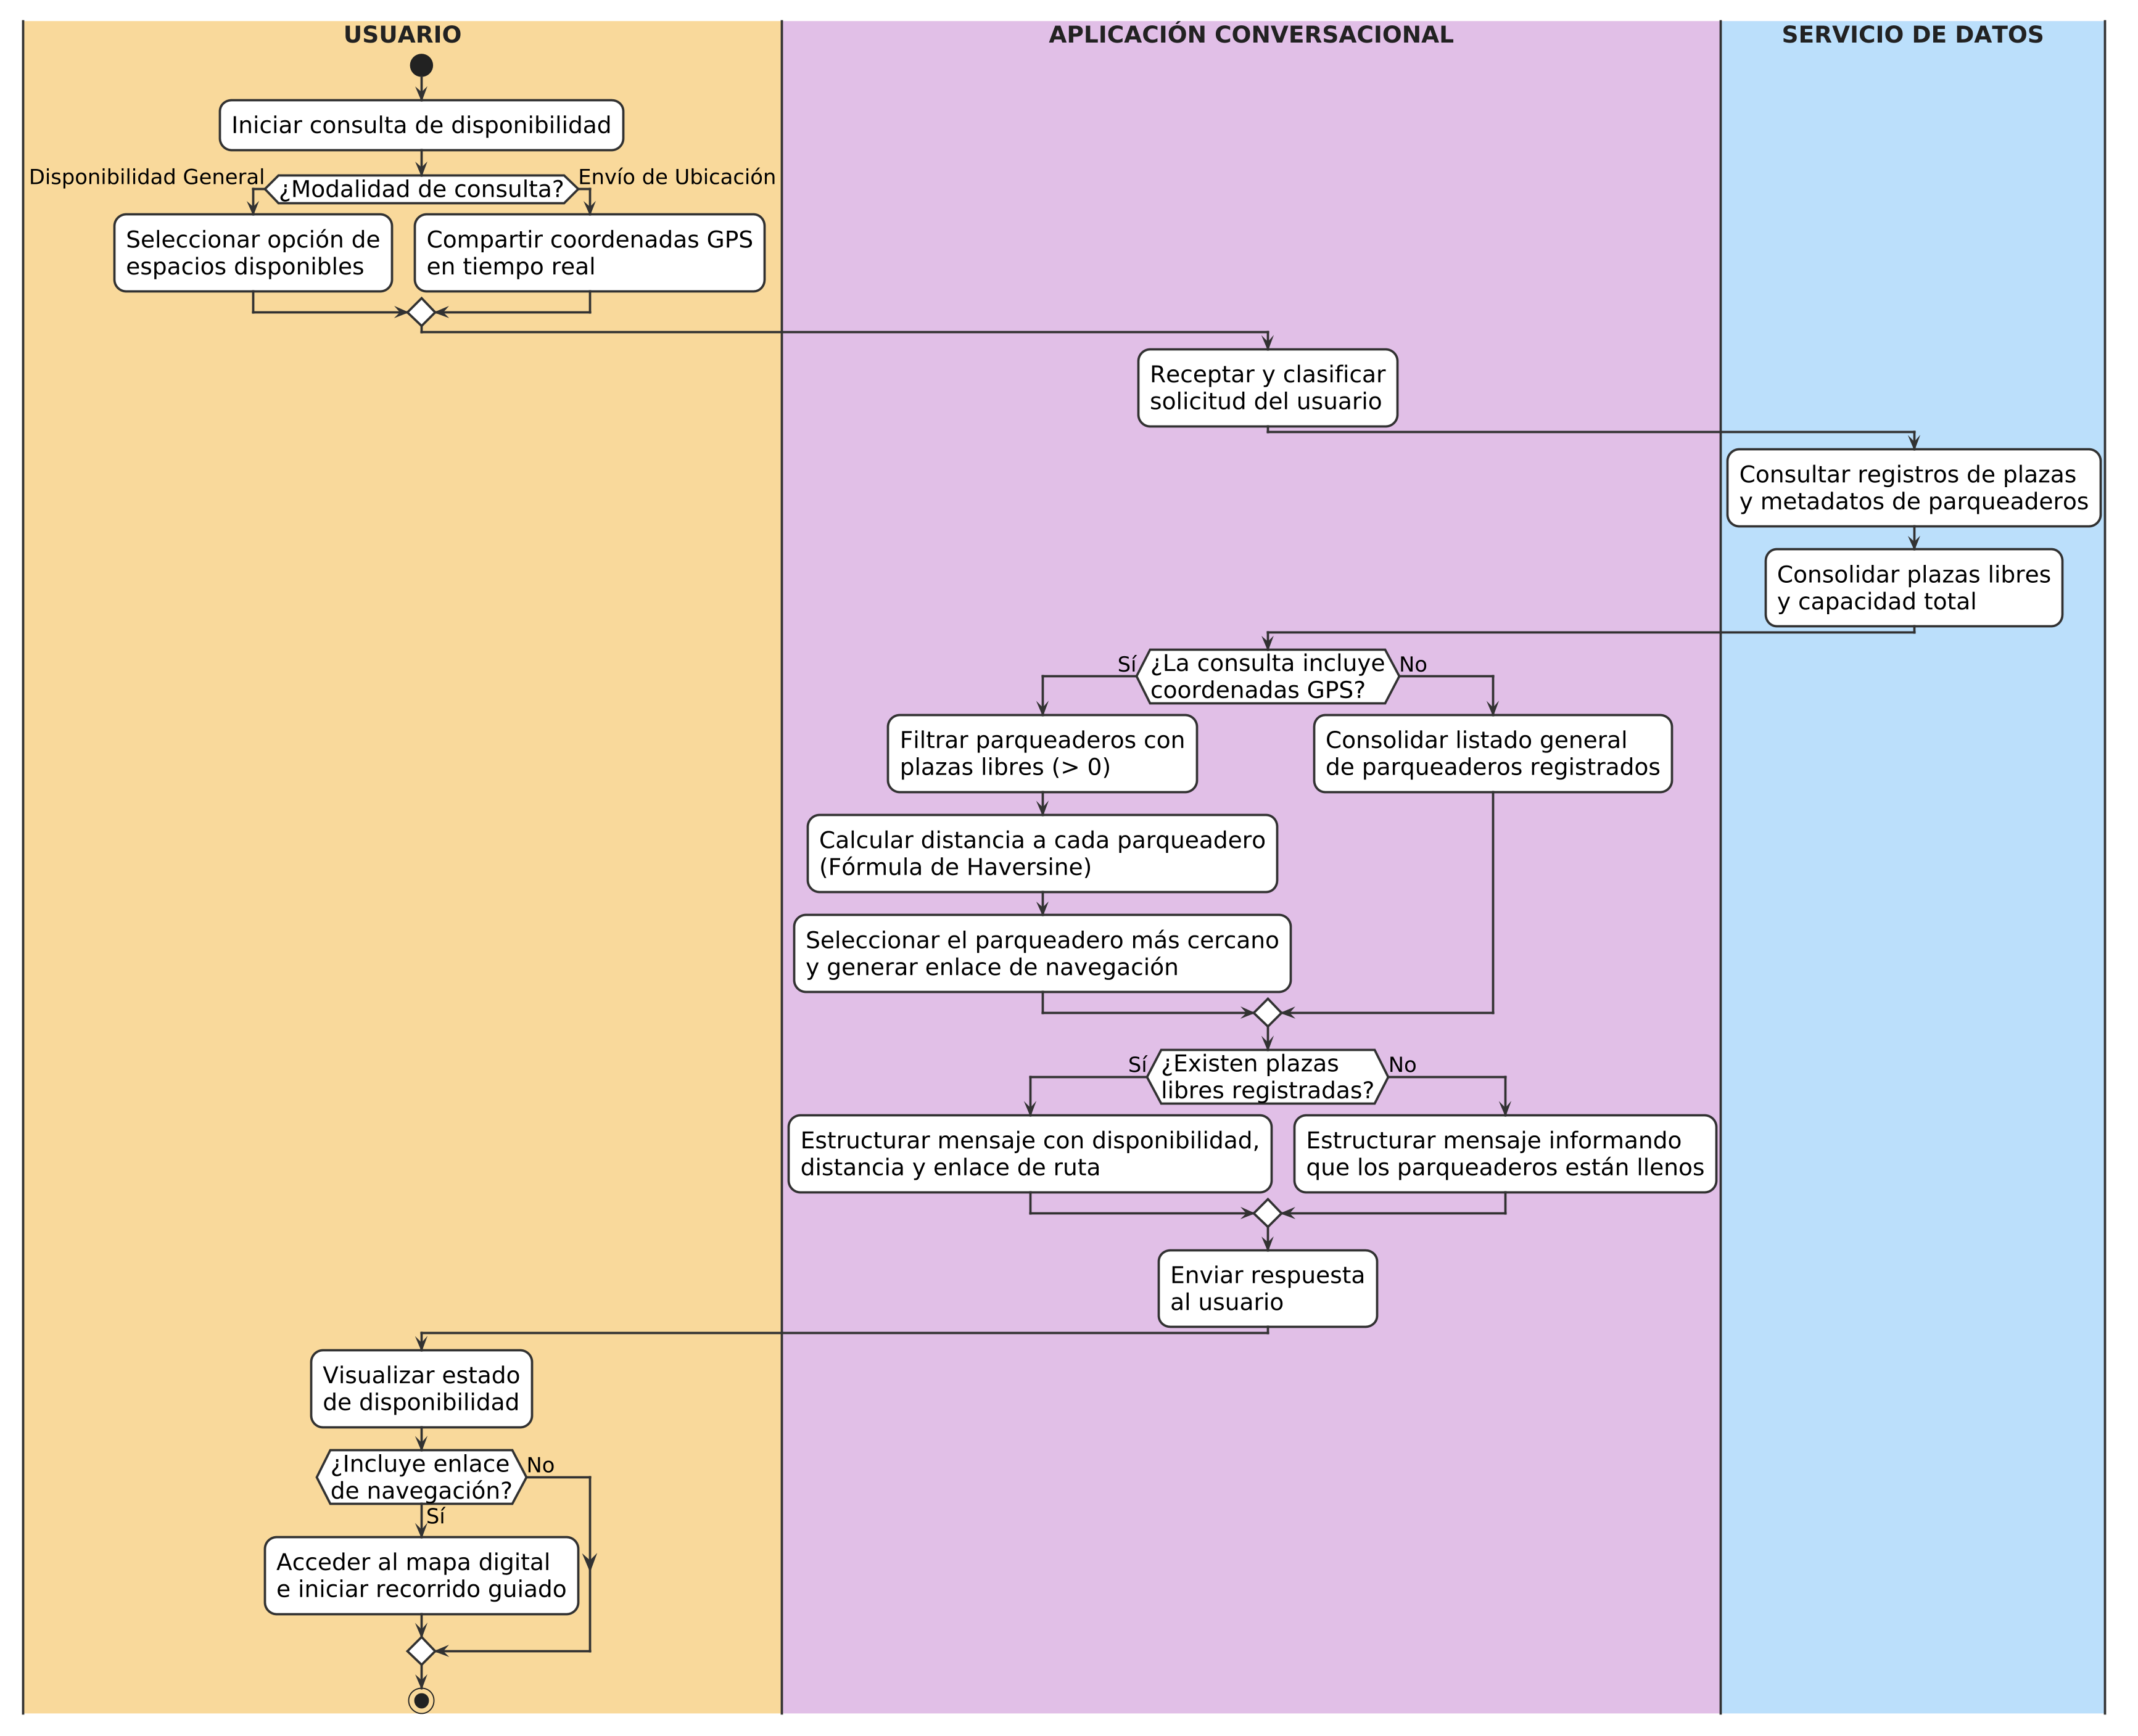 USUARIO
APLICACIÓN CONVERSACIONAL
SERVICIO DE DATOS
Iniciar consulta de disponibilidad
Disponibilidad General
¿Modalidad de consulta?
Envío de Ubicación
Seleccionar opción de
espacios disponibles
Compartir coordenadas GPS
en tiempo real
Receptar y clasificar
solicitud del usuario
Consultar registros de plazas
y metadatos de parqueaderos
Consolidar plazas libres
y capacidad total
Sí
¿La consulta incluye
coordenadas GPS?
No
Filtrar parqueaderos con
plazas libres (> 0)
Consolidar listado general
de parqueaderos registrados
Calcular distancia a cada parqueadero
(Fórmula de Haversine)
Seleccionar el parqueadero más cercano
y generar enlace de navegación
Sí
¿Existen plazas
libres registradas?
No
Estructurar mensaje con disponibilidad,
distancia y enlace de ruta
Estructurar mensaje informando
que los parqueaderos están llenos
Enviar respuesta
al usuario
Visualizar estado
de disponibilidad
¿Incluye enlace
de navegación?
No
Sí
Acceder al mapa digital
e iniciar recorrido guiado